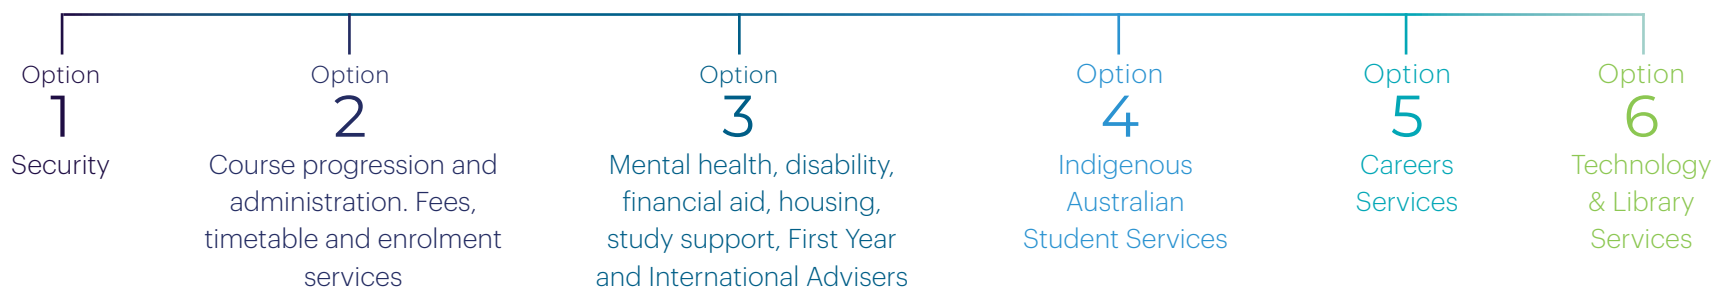 Option
1
Security
Option
2
Course progression and
administration. Fees,
timetable and enrolment
services
Option
3
Mental health, disability,
financial aid, housing,
study support, First Year
and International Advisers
Option
4
Indigenous
Australian
Student Services
Option
5
Careers
Services
Option
6
Technology
& Library
Services